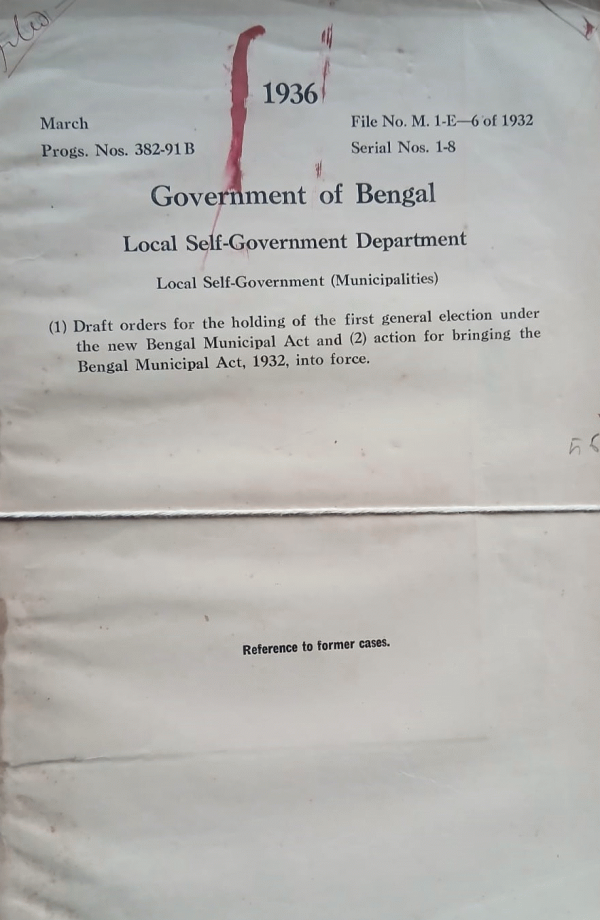 1936
March
File No. M. 1-E—6 of 1932
Progs. Nos. 382-91 B
Serial Nos. 1-8
Government of Bengal
Local Self-Government Department
Local Self-Government (Municipalities)
(1) Draft orders for the holding of the first general election under
the new Bengal Municipal Act and (2) action for bringing the
Bengal Municipal Act, 1932, into force.
Reference to former cases.